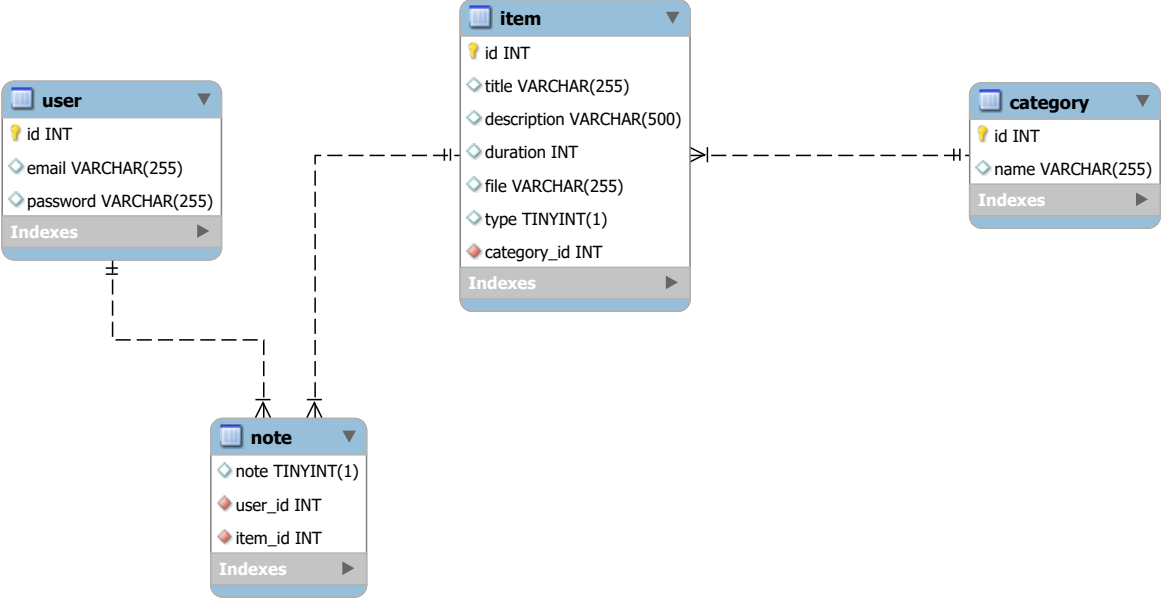 user
id INT
email VARCHAR(255)
password VARCHAR(255)
Indexes
item
id INT
title VARCHAR(255)
description VARCHAR(500)
duration INT
file VARCHAR(255)
type TINYINT(1)
category_id INT
Indexes
category
id INT
name VARCHAR(255)
Indexes
note
note TINYINT(1)
user_id INT
item_id INT
Indexes